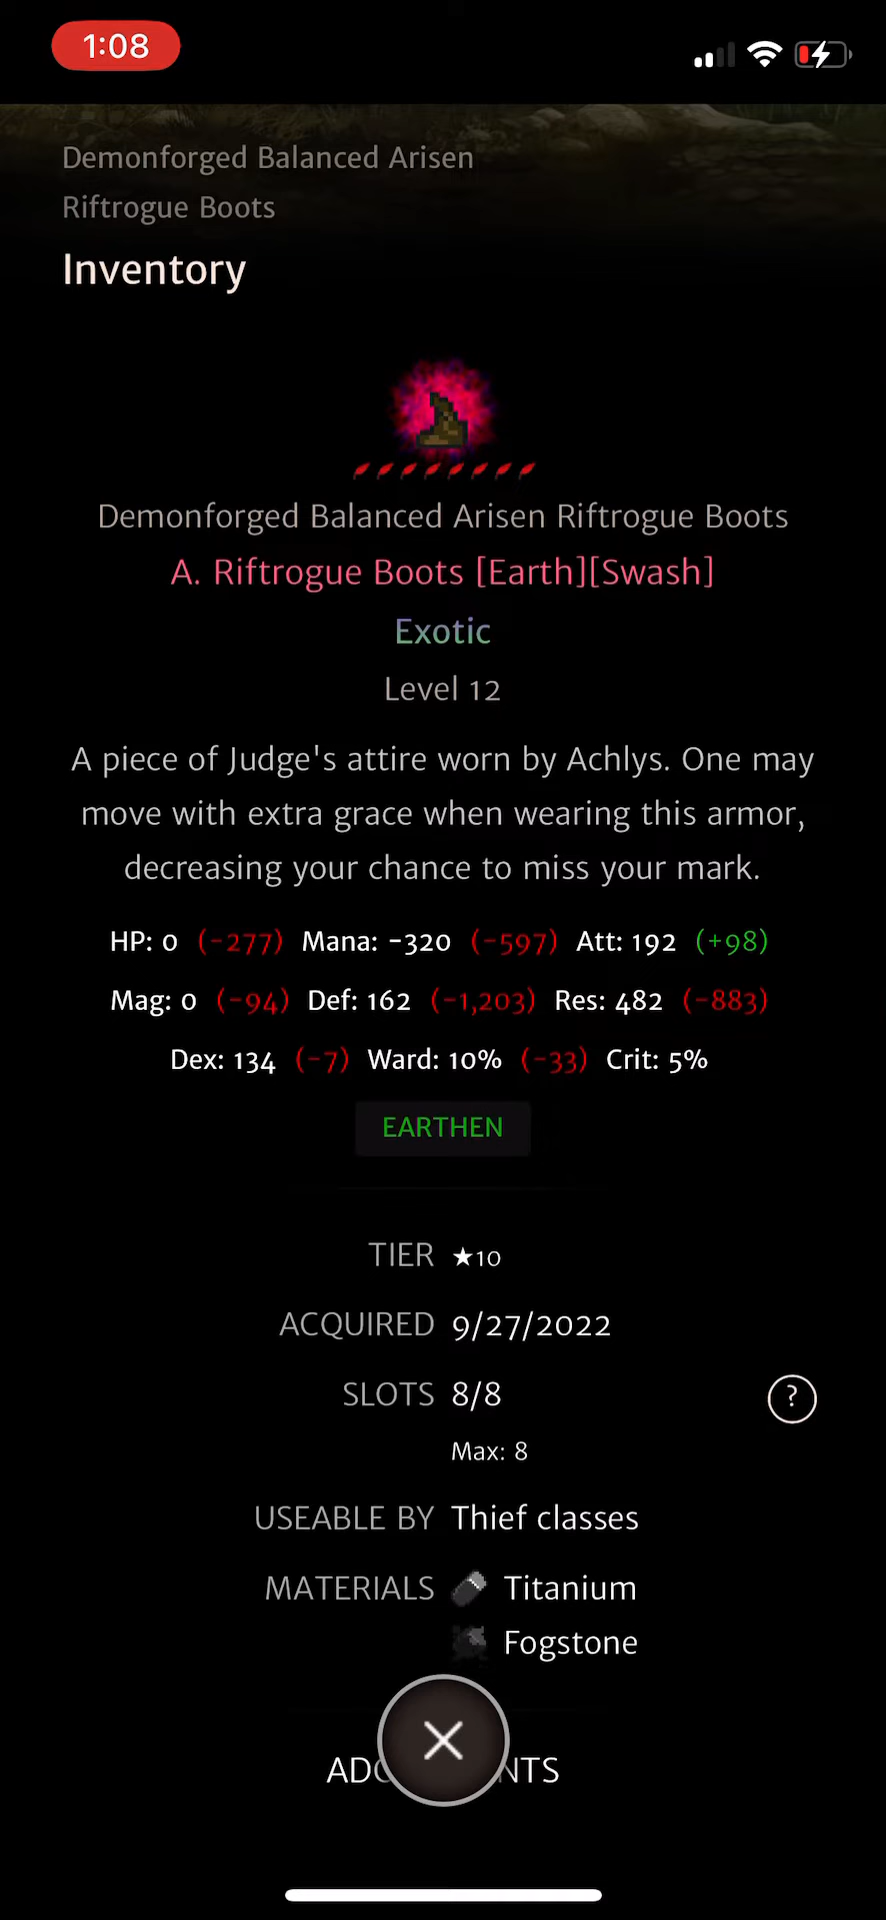 1:08
Demonforged Balanced Arisen
Riftrogue Boots
Inventory
Demonforged Balanced Arisen Riftrogue Boots
A. Riftrogue Boots [Earth][Swash]
Exotic
Level 12
A piece of Judge's attire worn by Achlys. One may
move with extra grace when wearing this armor,
decreasing your chance to miss your mark.
HP: 0 (-277) Mana: -320 (-597) Att: 192 (+98)
Mag: 0 (-94) Def: 162 (-1,203) Res: 482 (-883)
Dex: 134 (-7) Ward: 10% (-33) Crit: 5%
EARTHEN
TIER ★10
ACQUIRED 9/27/2022
SLOTS 8/8 ?
Max: 8
USEABLE BY Thief classes
MATERIALS Titanium
Fogstone